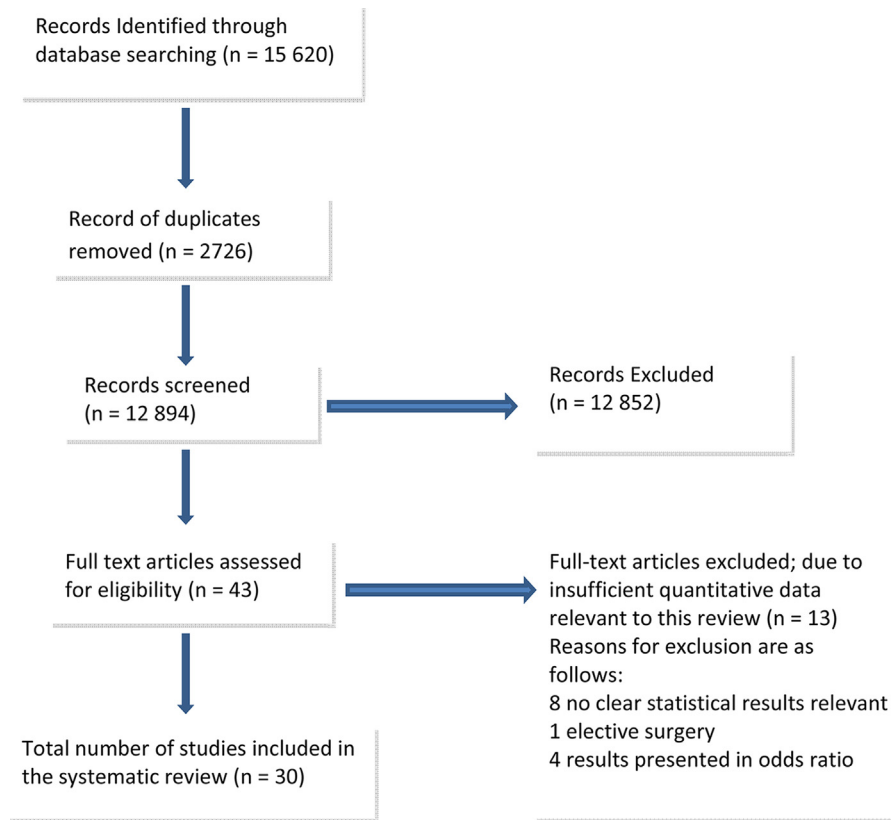 Records Identified through
database searching (n = 15 620)
Record of duplicates
removed (n = 2726)
Records screened
(n = 12 894)
Records Excluded
(n = 12 852)
Full text articles assessed
for eligibility (n = 43)
Full-text articles excluded; due to
insufficient quantitative data
relevant to this review (n = 13)
Reasons for exclusion are as
follows:
8 no clear statistical results relevant
1 elective surgery
4 results presented in odds ratio
Total number of studies included in
the systematic review (n = 30)